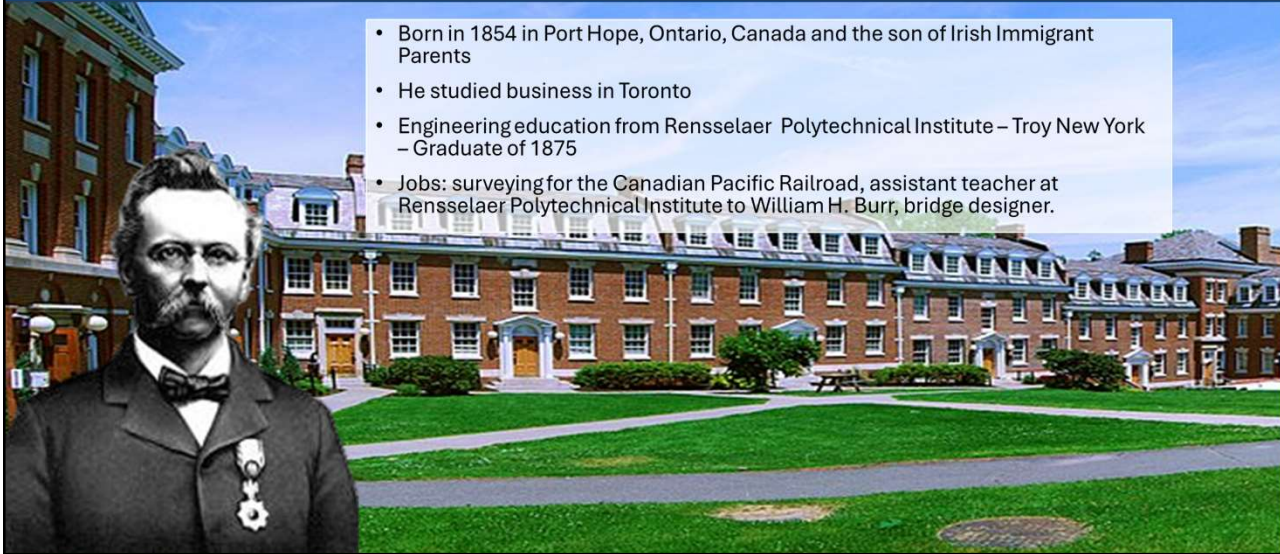 • Born in 1854 in Port Hope, Ontario, Canada and the son of Irish Immigrant
Parents
• He studied business in Toronto
• Engineering education from Rensselaer Polytechnical Institute – Troy New York
– Graduate of 1875
• Jobs: surveying for the Canadian Pacific Railroad, assistant teacher at
Rensselaer Polytechnical Institute to William H. Burr, bridge designer.